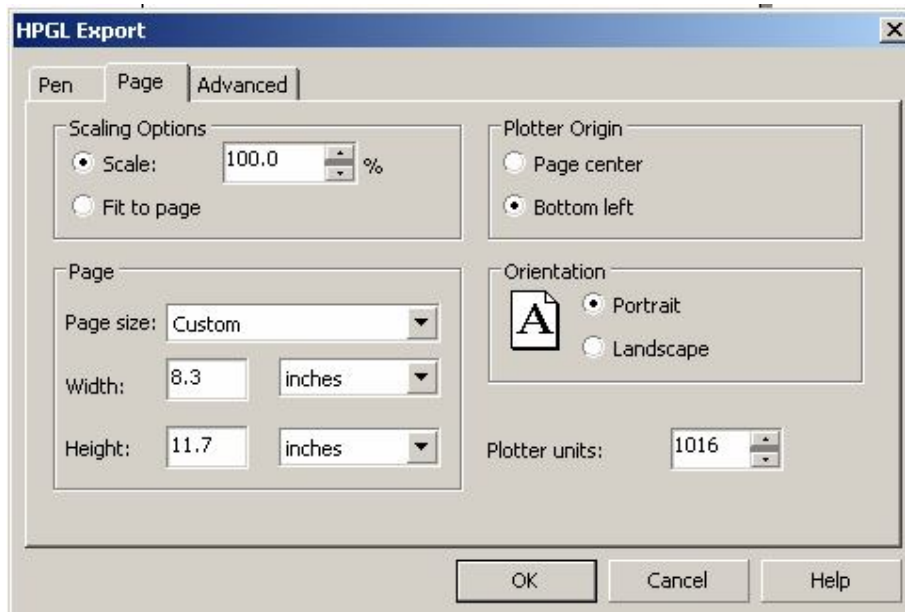 HPGL Export
Pen Page Advanced
Scaling Options
Scale: 100.0 %
Fit to page
Plotter Origin
Page center
Bottom left
Page
Page size: Custom
Width: 8.3 inches
Height: 11.7 inches
Orientation
A
Portrait
Landscape
Plotter units: 1016
OK Cancel Help